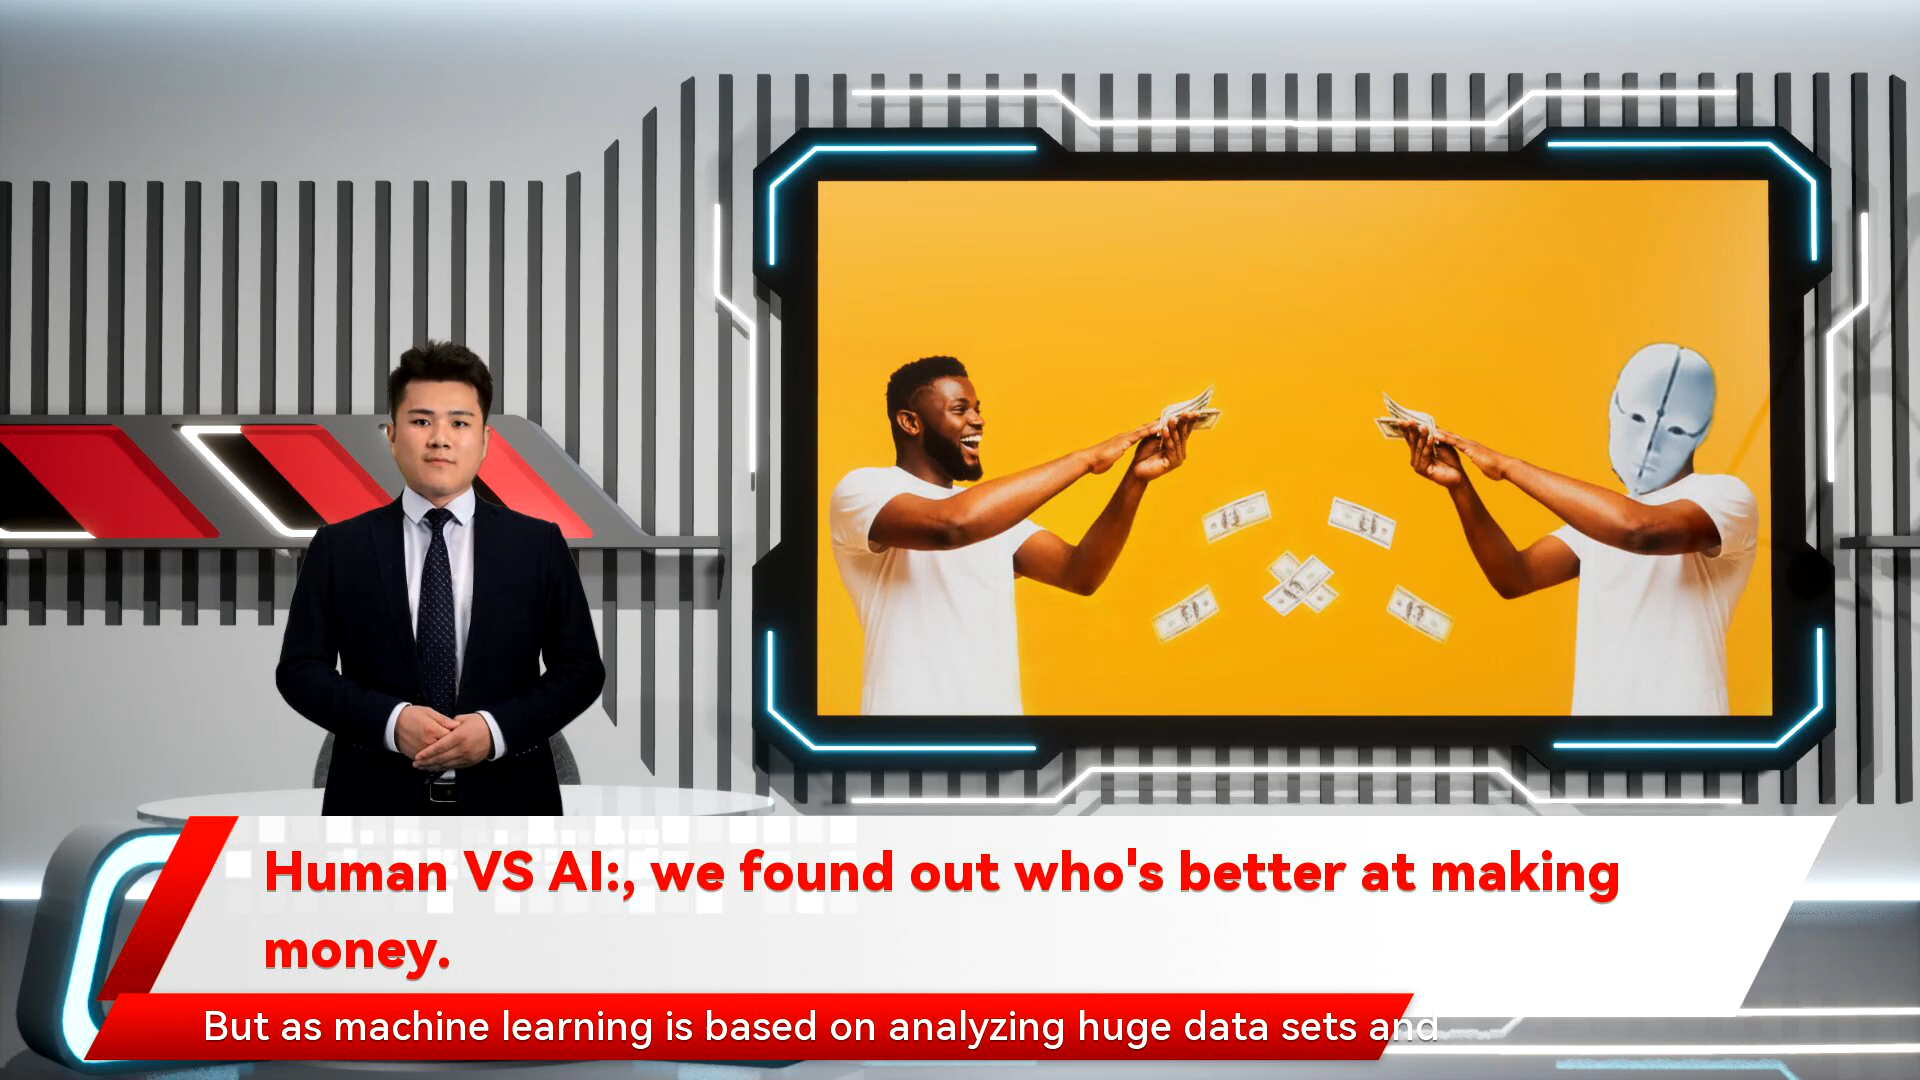 Human VS AI:, we found out who's better at making
money.
But as machine learning is based on analyzing huge data sets and